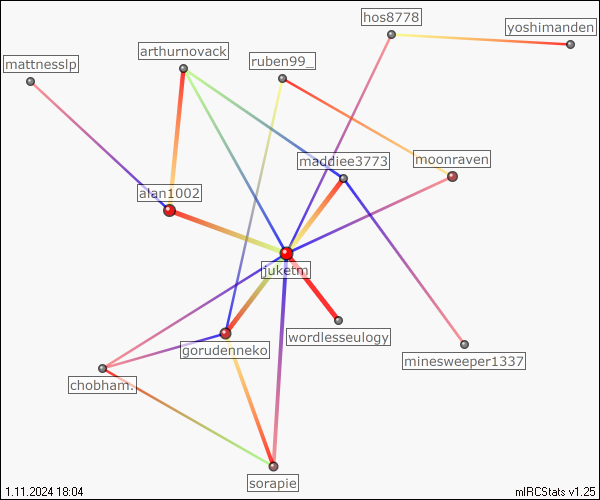 hos8778
yoshimanden
arthurnovack
ruben99_
mattnesslp
maddiee3773
moonraven
alan1002
juketm
wordlesseulogy
gorudenneko
minesweeper1337
chobham.
sorapie
1.11.2024 18:04
mIRCStats v1.25